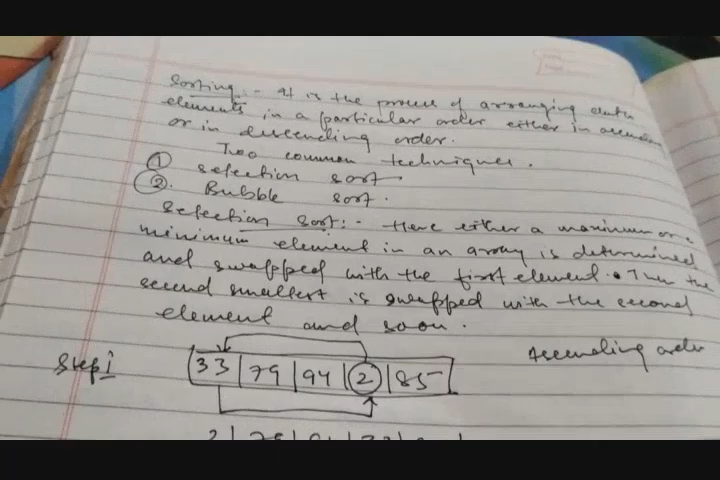 Sorting :- It is the process of arranging data
elements in a particular order either in ascending
or in descending order.
Two common techniques.
① selection sort
②. Bubble sort.
Selection sort :- Here either a maximum or a
minimum element in an array is determined
and swapped with the first element. Then the
second smallest is swapped with the second
element and so on.
Ascending order
Step 1 33 | 79 | 94 | 2 | 85